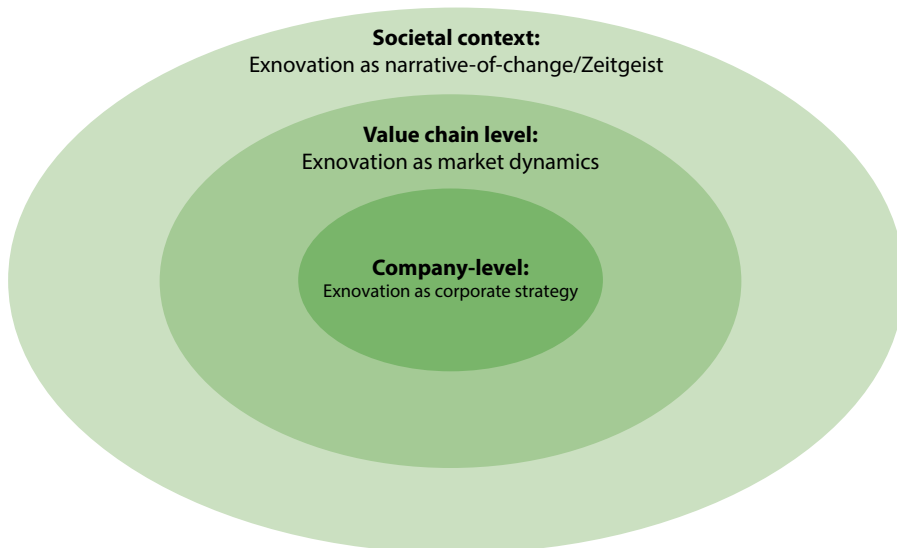 Societal context:
Exnovation as narrative-of-change/Zeitgeist
Value chain level:
Exnovation as market dynamics
Company-level:
Exnovation as corporate strategy